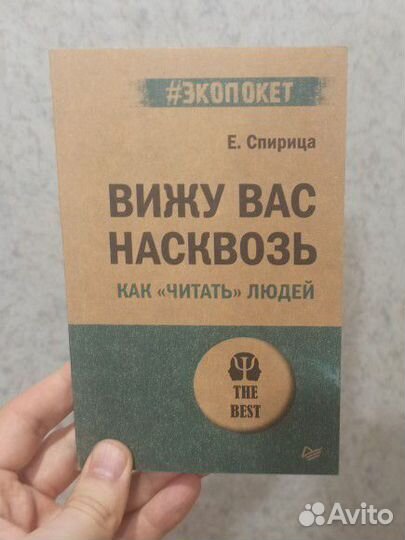 #ЭКОПОКЕТ
Е. Спирица
ВИЖУ ВАС
НАСКВОЗЬ
КАК «ЧИТАТЬ» ЛЮДЕЙ
Ψ
THE
BEST
Avito